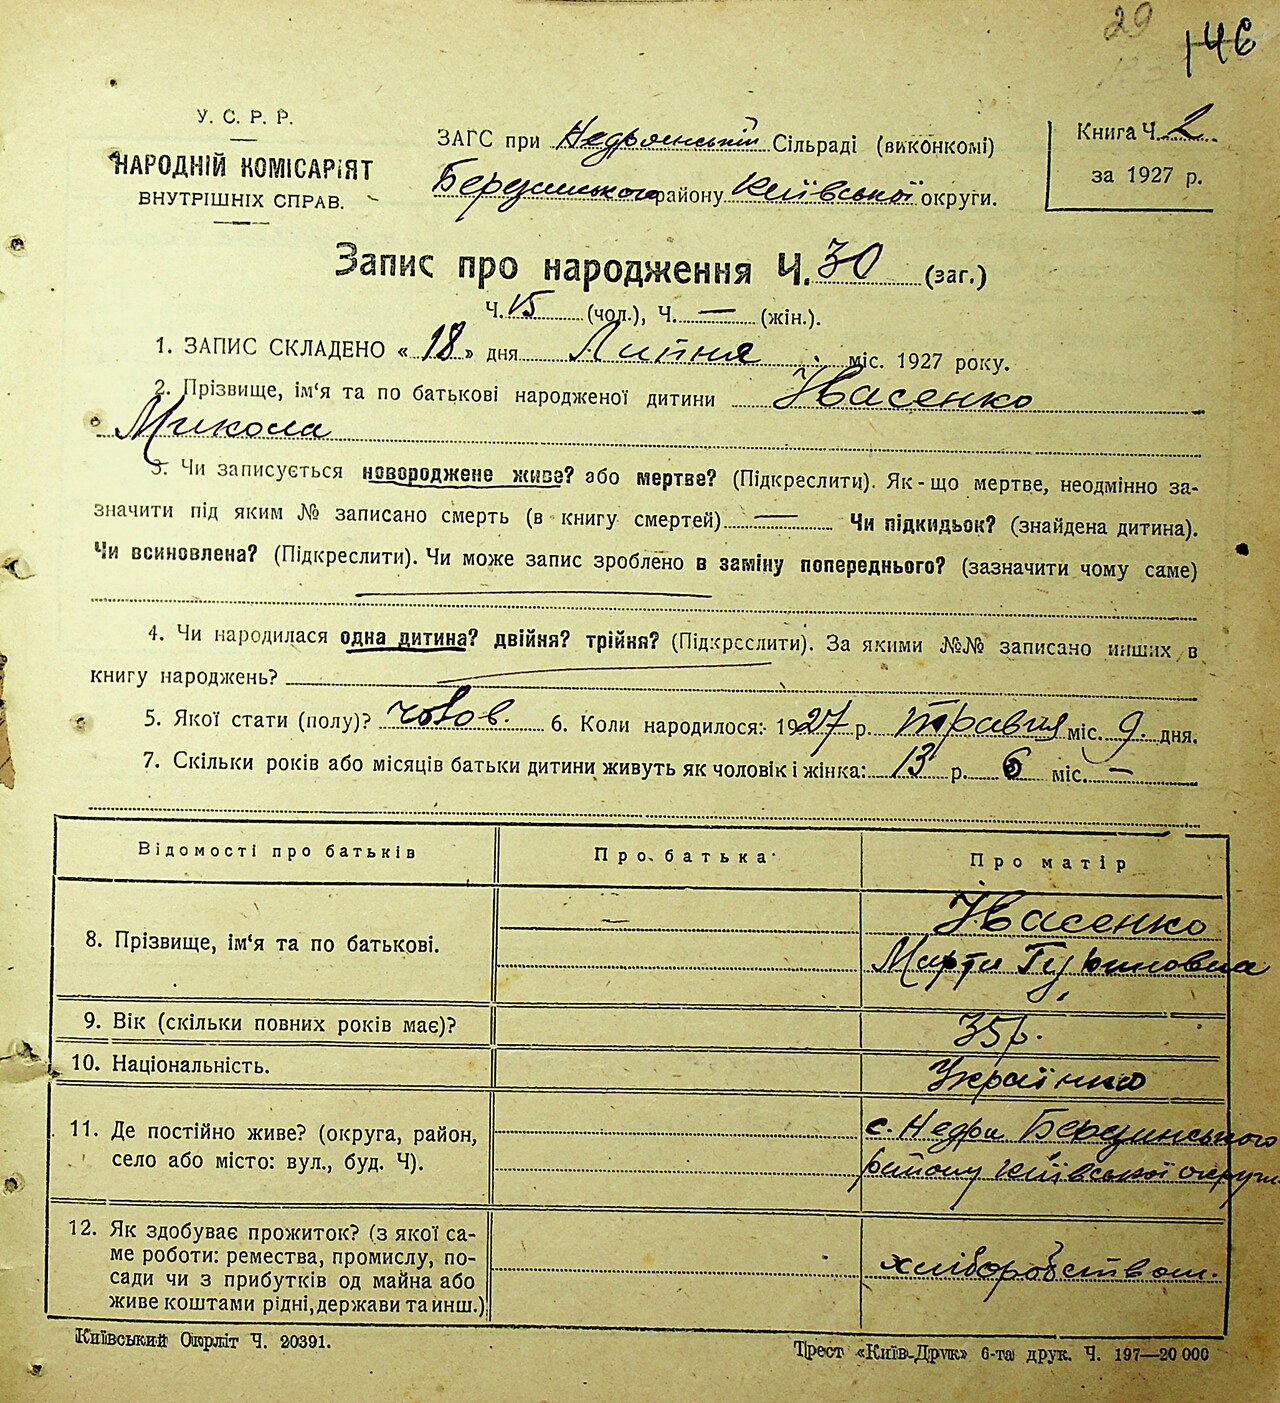 29
146
У. С. Р. Р.
НАРОДНІЙ КОМІСАРІЯТ
ВНУТРІШНІХ СПРАВ.
ЗАГС при Недрянській Сільраді (виконкомі)
Березанського району Київської округи.
Книга Ч. 2
за 1927 р.
Запис про народження Ч. 30 (заг.)
Ч. 15 (чол.), Ч. — (жін.).
1. ЗАПИС СКЛАДЕНО « 18 » дня Липня міс. 1927 року.
2. Прізвище, ім‘я та по батькові народженої дитини Івасенко
Микола
3. Чи записується новороджене живе? або мертве? (Підкреслити). Як-що мертве, неодмінно за-
значити під яким № записано смерть (в книгу смертей) — Чи підкидьок? (знайдена дитина).
Чи всиновлена? (Підкреслити). Чи може запис зроблено в заміну попереднього? (зазначити чому саме)
4. Чи народилася одна дитина? двійня? трійня? (Підкреслити). За якими №№ записано инших в
книгу народжень?
5. Якої стати (полу)? чолов. 6. Коли народилося: 1927 р. травня міс. 9 дня.
7. Скільки років або місяців батьки дитини живуть як чоловік і жінка: 13 р. 6 міс. —
Відомості про батьків Про батька Про матір
8. Прізвище, ім‘я та по батькові. — Івасенко
Марти
9. Вік (скільки повних років має)? 35 р.
10. Національність. Українка
11. Де постійно живе? (округа, район, с. Недри Березанського
село або місто: вул., буд. Ч). району Київської округи
12. Як здобуває прожиток? (з якої са-
ме роботи: ремества, промислу, по-
сади чи з прибутків од майна або хліборобством.
живе коштами рідні, держави та инш.)
Київський Окрліт Ч. 20391.
Трест «Київ-Друк» 6-та друк. Ч. 197—20 000